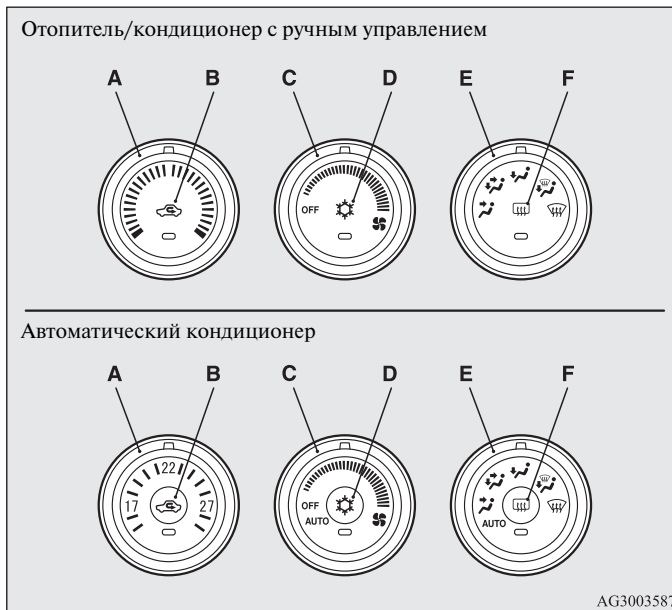 Отопитель/кондиционер с ручным управлением
A B C D E F
OFF
Автоматический кондиционер
A B C D E F
22
17 27
OFF
AUTO
AUTO
AG3003587